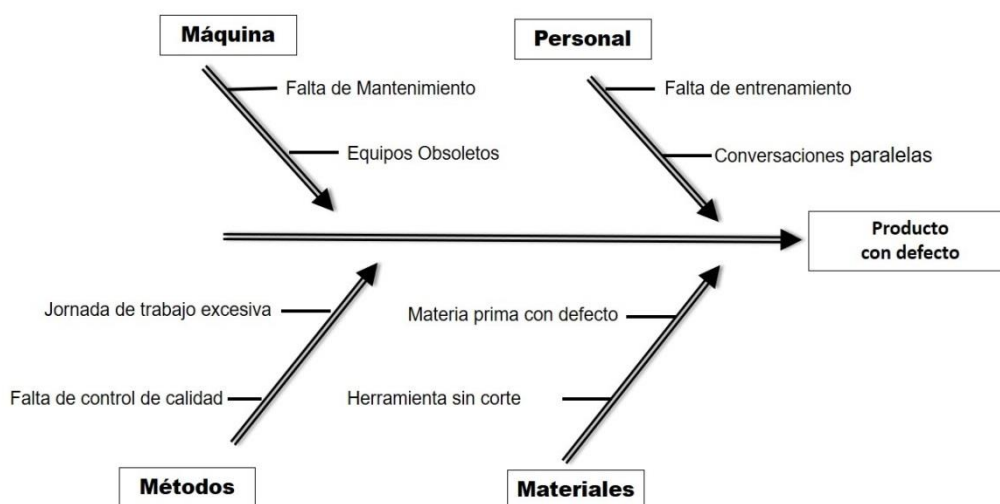 Máquina
Personal
Falta de Mantenimiento
Falta de entrenamiento
Equipos Obsoletos
Conversaciones paralelas
Producto
con defecto
Jornada de trabajo excesiva
Materia prima con defecto
Falta de control de calidad
Herramienta sin corte
Métodos
Materiales